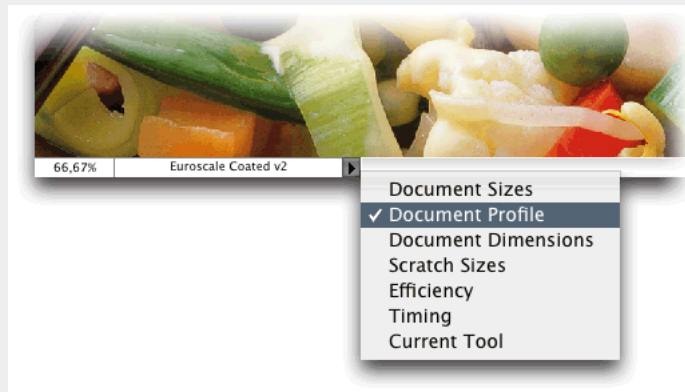 66,67% Euroscale Coated v2
Document Sizes
✓ Document Profile
Document Dimensions
Scratch Sizes
Efficiency
Timing
Current Tool